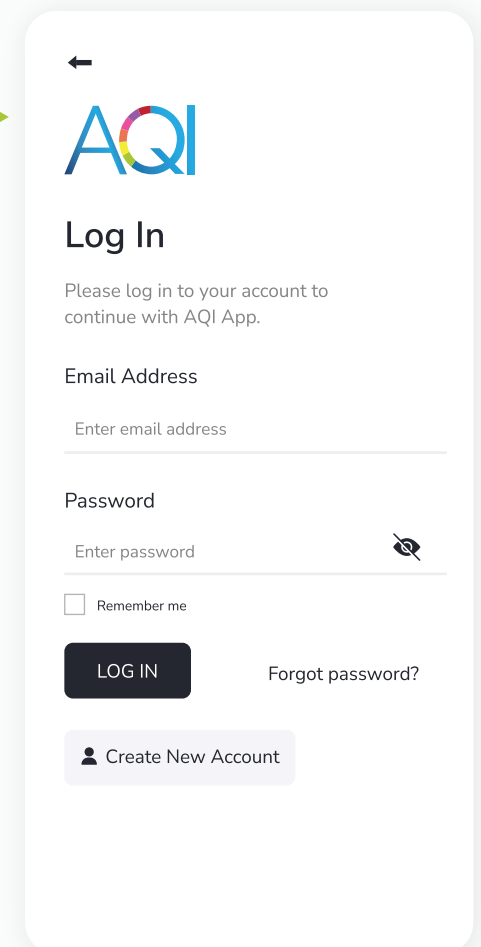 AQI
Log In
Please log in to your account to
continue with AQI App.
Email Address
Enter email address
Password
Enter password
Remember me
LOG IN
Forgot password?
Create New Account